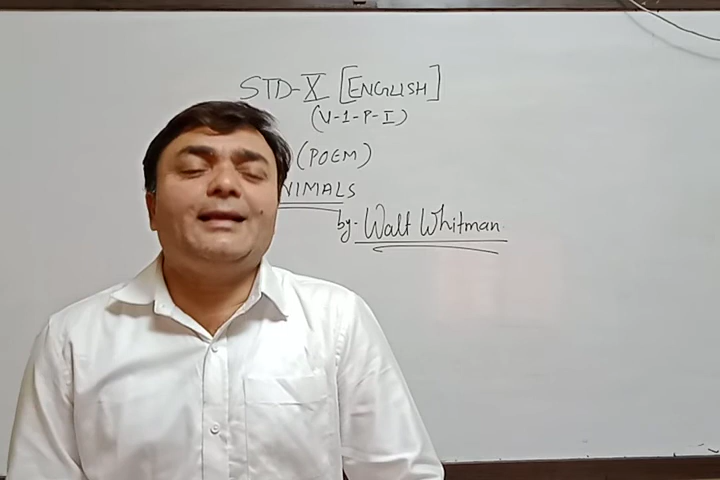 STD-X [ENGLISH]
(V-1-P-I)
(POEM)
NIMALS
by- Walt Whitman